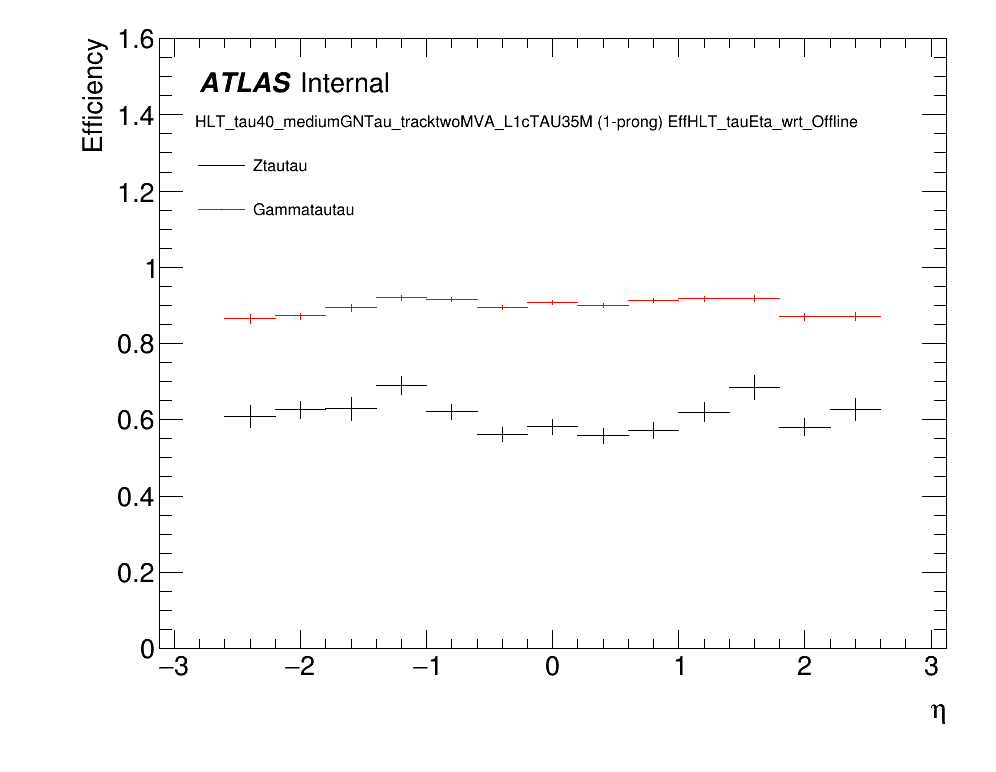 Efficiency
1.6
1.4
1.2
1
0.8
0.6
0.4
0.2
0
ATLAS Internal
HLT_tau40_mediumGNTau_tracktwoMVA_L1cTAU35M (1-prong) EffHLT_tauEta_wrt_Offline
Ztautau
Gammatautau
−3 −2 −1 0 1 2 3
η